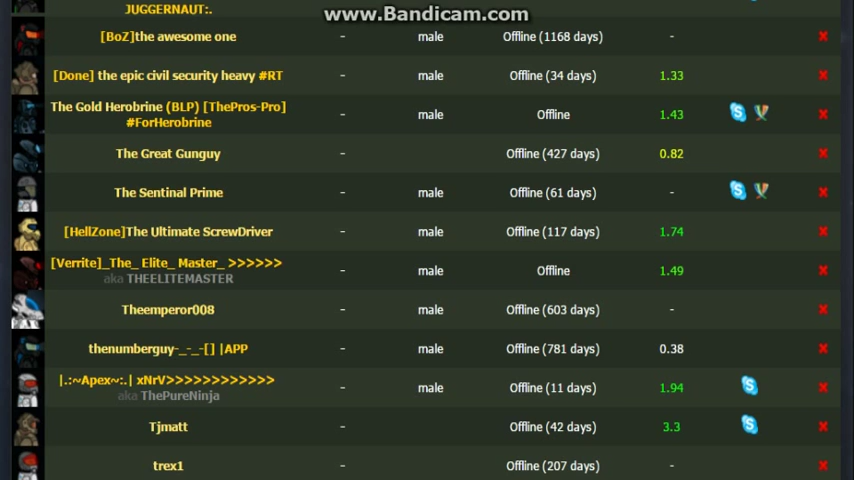 JUGGERNAUT:.
www.Bandicam.com
[BoZ]the awesome one - male Offline (1168 days) -
[Done] the epic civil security heavy #RT - male Offline (34 days) 1.33
The Gold Herobrine (BLP) [ThePros-Pro]
#ForHerobrine - male Offline 1.43
The Great Gunguy - Offline (427 days) 0.82
The Sentinal Prime - male Offline (61 days) -
[HellZone]The Ultimate ScrewDriver - male Offline (117 days) 1.74
[Verrite]_The_ Elite_ Master_ >>>>>>
aka THEELITEMASTER - male Offline 1.49
Theemperor008 - male Offline (603 days) -
thenumberguy-_-_-[] |APP - male Offline (781 days) 0.38
|.:~Apex~:.| xNrV>>>>>>>>>>>>
aka ThePureNinja - male Offline (11 days) 1.94
Tjmatt - Offline (42 days) 3.3
trex1 - Offline (207 days) -